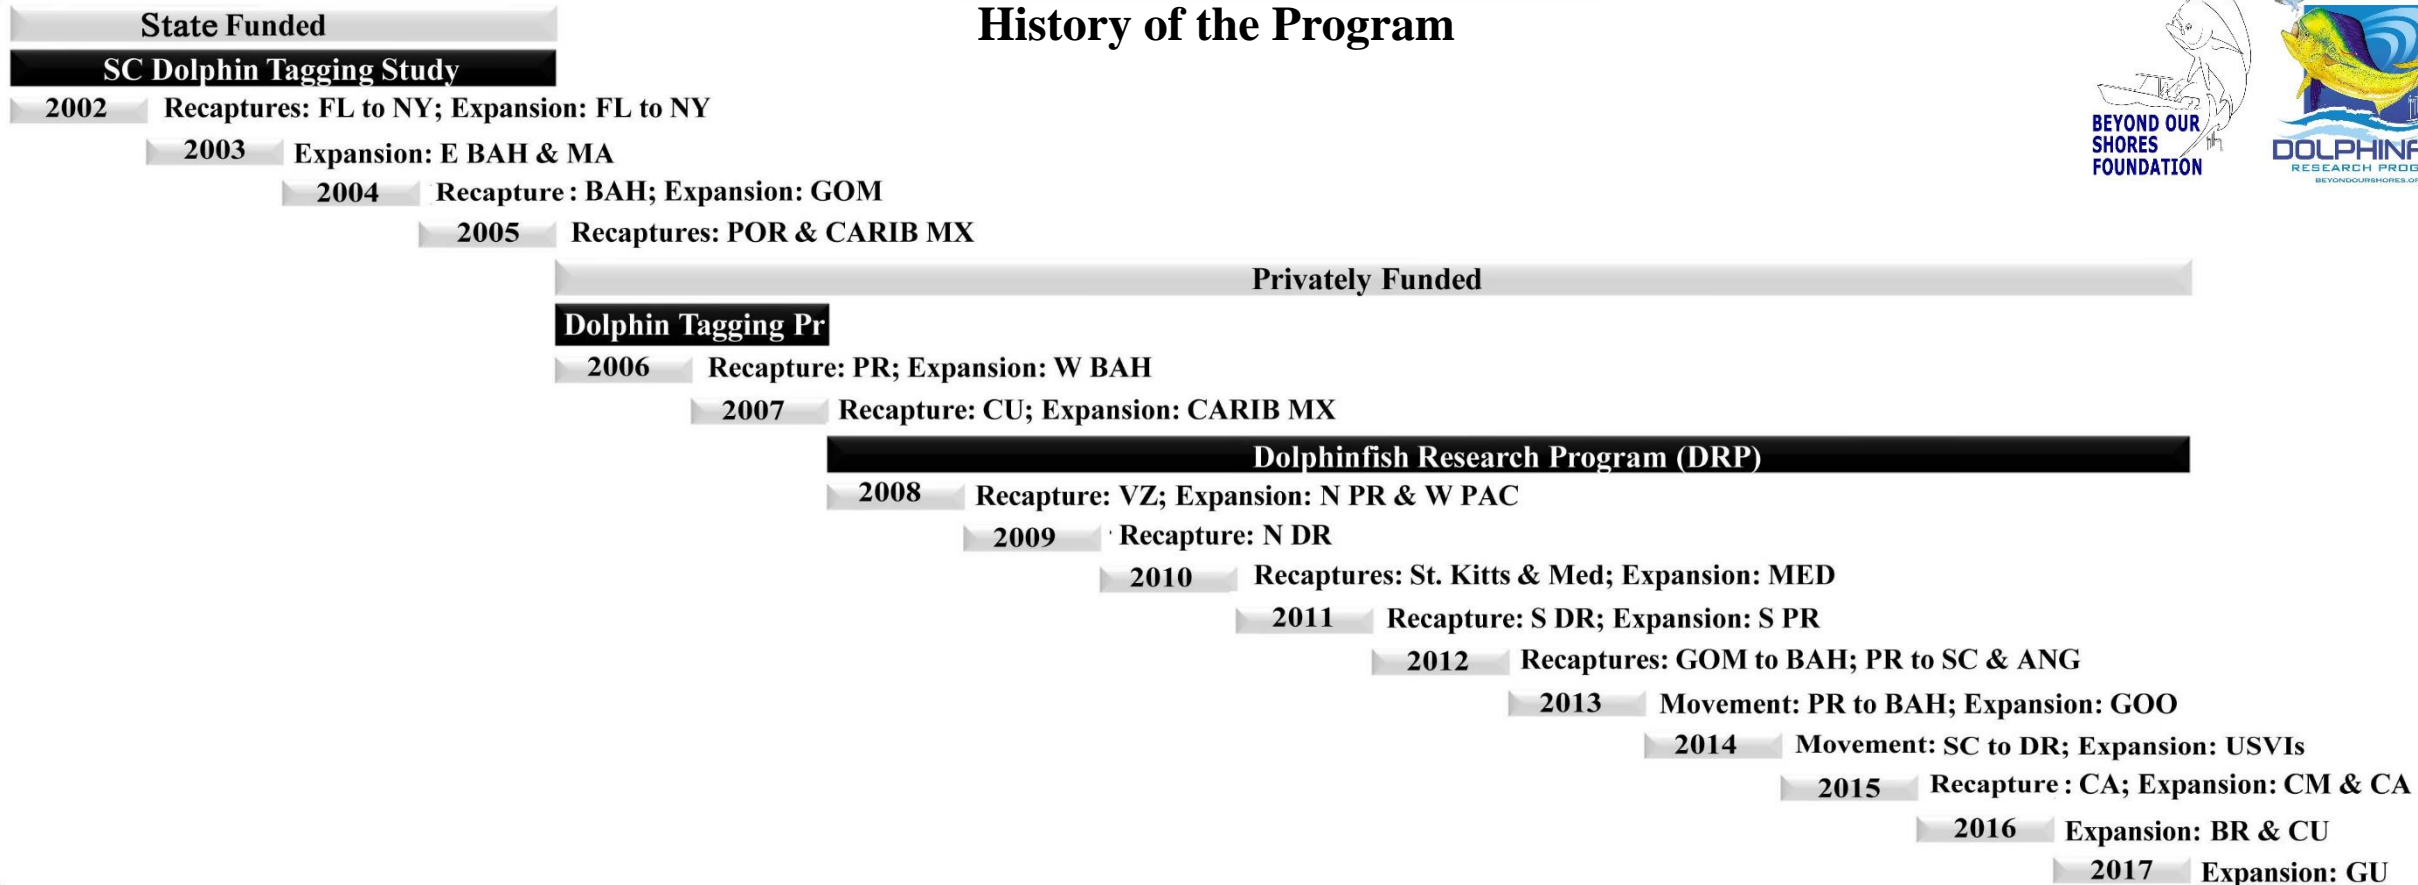 History of the Program
State Funded
SC Dolphin Tagging Study
2002 Recaptures: FL to NY; Expansion: FL to NY
2003 Expansion: E BAH & MA
2004 Recapture : BAH; Expansion: GOM
2005 Recaptures: POR & CARIB MX
Privately Funded
Dolphin Tagging Pr
2006 Recapture: PR; Expansion: W BAH
2007 Recapture: CU; Expansion: CARIB MX
Dolphinfish Research Program (DRP)
2008 Recapture: VZ; Expansion: N PR & W PAC
2009 Recapture: N DR
2010 Recaptures: St. Kitts & Med; Expansion: MED
2011 Recapture: S DR; Expansion: S PR
2012 Recaptures: GOM to BAH; PR to SC & ANG
2013 Movement: PR to BAH; Expansion: GOO
2014 Movement: SC to DR; Expansion: USVIs
2015 Recapture : CA; Expansion: CM & CA
2016 Expansion: BR & CU
2017 Expansion: GU
BEYOND OUR
SHORES
FOUNDATION
DOLPHINF
RESEARCH PROG
BEYONDOURSHORES.OR